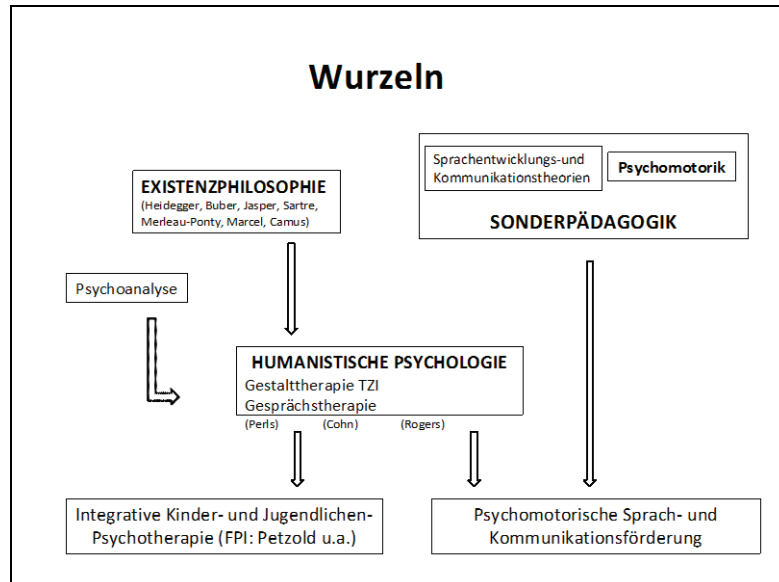 Wurzeln
EXISTENZPHILOSOPHIE
(Heidegger, Buber, Jasper, Sartre,
Merleau-Ponty, Marcel, Camus)
Sprachentwicklungs-und
Kommunikationstheorien
Psychomotorik
SONDERPÄDAGOGIK
Psychoanalyse
HUMANISTISCHE PSYCHOLOGIE
Gestalttherapie TZI
Gesprächstherapie
(Perls) (Cohn) (Rogers)
Integrative Kinder- und Jugendlichen-
Psychotherapie (FPI: Petzold u.a.)
Psychomotorische Sprach- und
Kommunikationsförderung